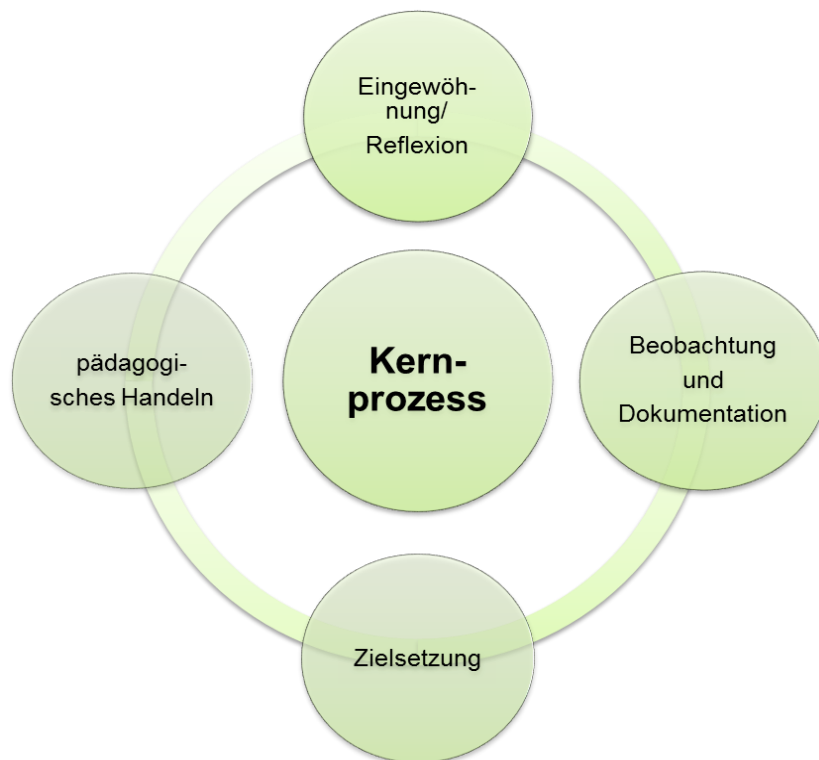 Eingewöh-
nung/
Reflexion
Kern-
prozess
pädagogi-
sches Handeln
Beobachtung
und
Dokumentation
Zielsetzung